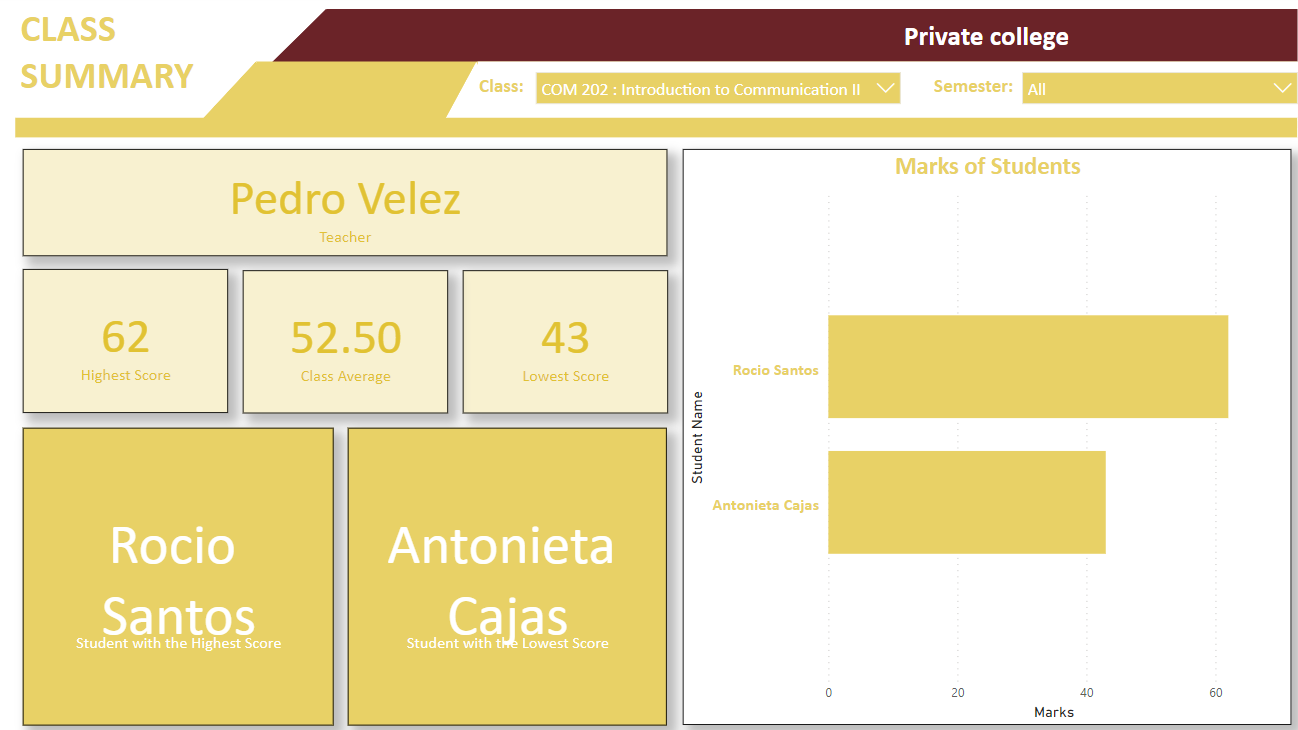 CLASS
SUMMARY
Private college
Class:
COM 202 : Introduction to Communication II
Semester:
All
Pedro Velez
Teacher
62
Highest Score
52.50
Class Average
43
Lowest Score
Rocio
Santos
Student with the Highest Score
Antonieta
Cajas
Student with the Lowest Score
Marks of Students
Student Name
Rocio Santos
Antonieta Cajas
0 20 40 60
Marks